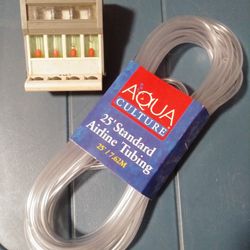 AQUA
CULTURE
25' Standard
Airline Tubing
25' / 7.62M